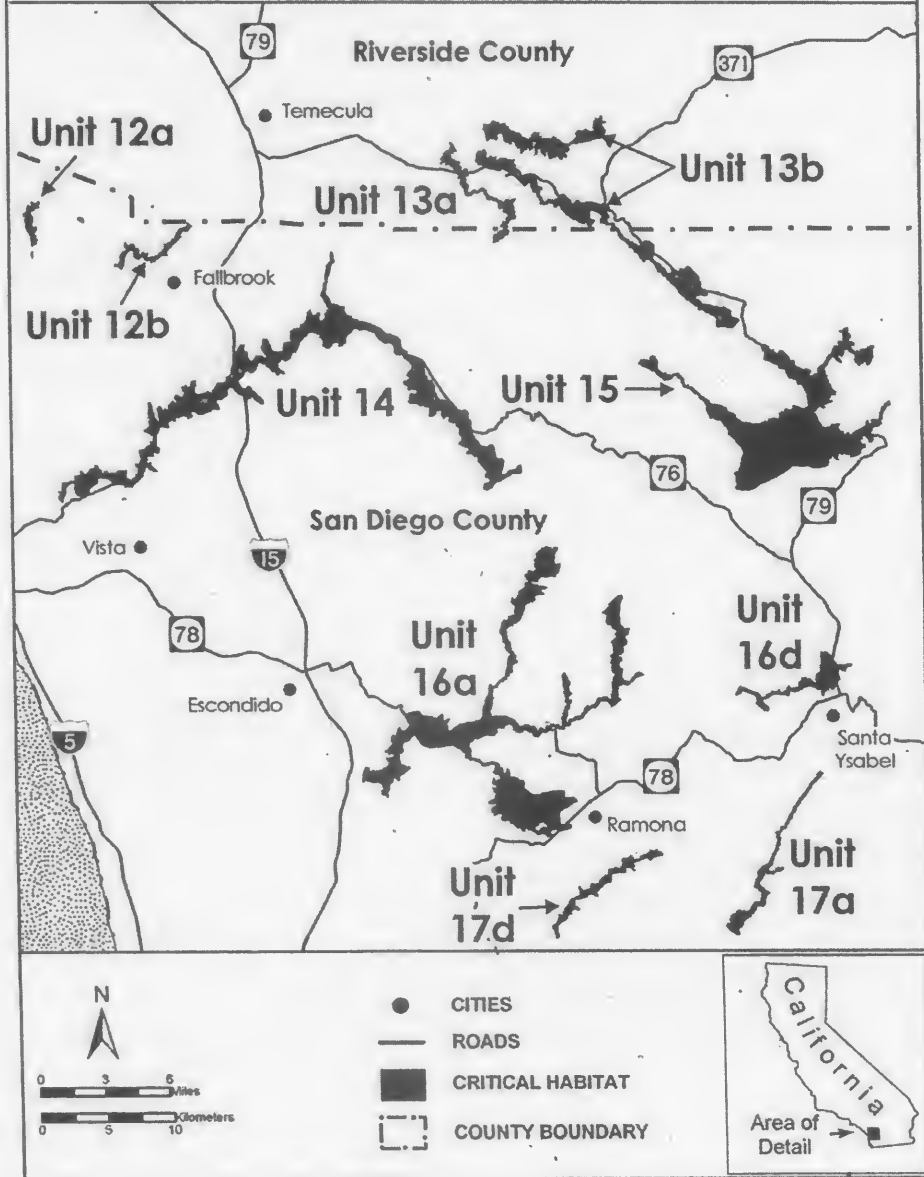 79
Riverside County
371
Temecula
Unit 12a
Unit 13b
Unit 13a
Fallbrook
Unit 12b
Unit 15
Unit 14
76
79
San Diego County
Vista
15
78
Unit
16a
Unit
16d
Escondido
5
Santa
Ysabel
78
Ramona
Unit
17d
Unit
17a
N
0 3 6
Miles
0 5 10
Kilometers
CITIES
ROADS
CRITICAL HABITAT
COUNTY BOUNDARY
California
Area of
Detail